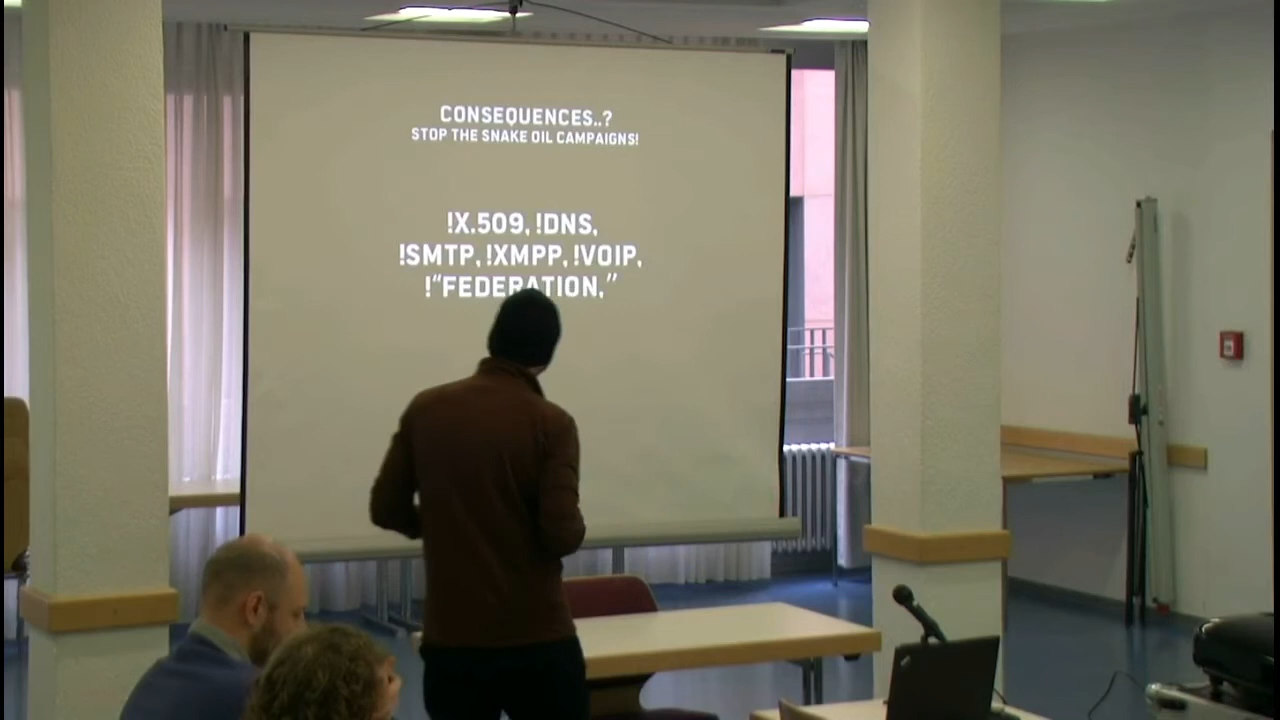 CONSEQUENCES..?
STOP THE SNAKE OIL CAMPAIGNS!
!X.509, !DNS,
!SMTP, !XMPP, !VOIP,
!"FEDERATION,"